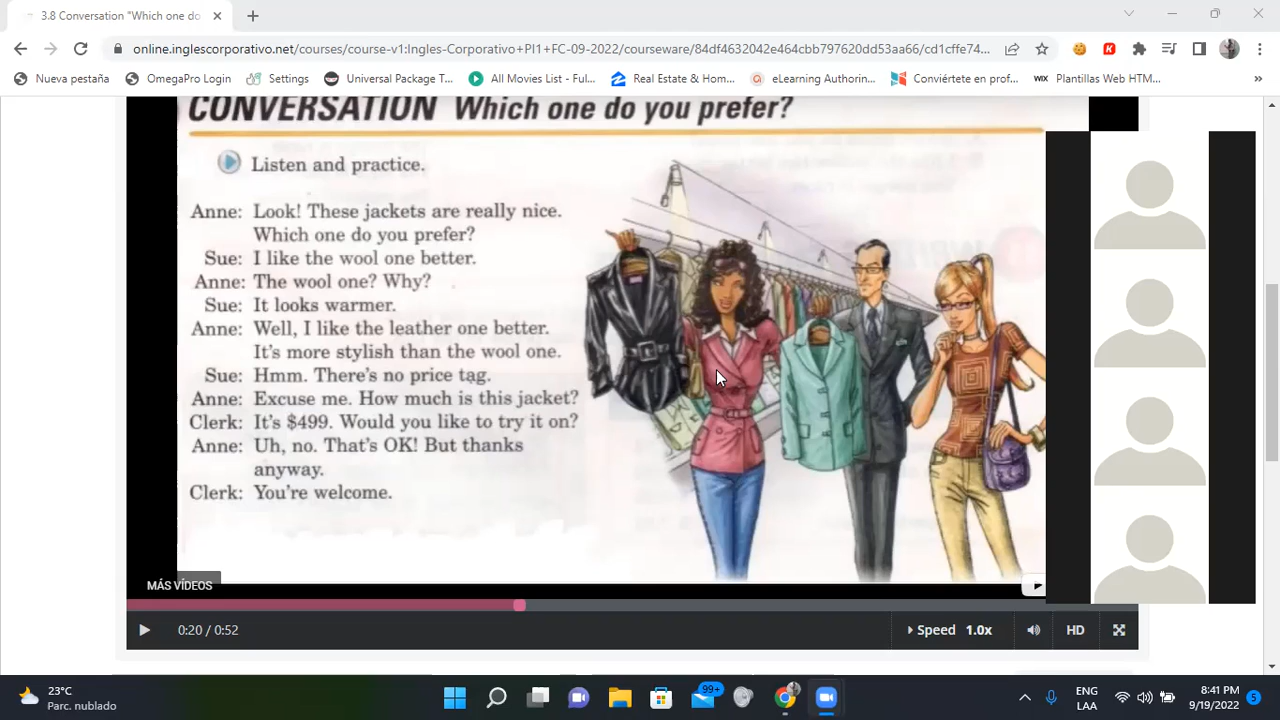 3.8 Conversation "Which one do
online.inglescorporativo.net/courses/course-v1:Ingles-Corporativo+PI1+FC-09-2022/courseware/84df4632042e464cbb797620dd53aa66/cd1cffe74...
Nueva pestaña
OmegaPro Login
Settings
Universal Package T...
All Movies List - Ful...
Real Estate & Hom...
eLearning Authorin...
Conviértete en prof...
WIX Plantillas Web HTM...
»
CONVERSATION Which one do you prefer?
Listen and practice.
Anne: Look! These jackets are really nice.
Which one do you prefer?
Sue: I like the wool one better.
Anne: The wool one? Why?
Sue: It looks warmer.
Anne: Well, I like the leather one better.
It's more stylish than the wool one.
Sue: Hmm. There's no price tag.
Anne: Excuse me. How much is this jacket?
Clerk: It's $499. Would you like to try it on?
Anne: Uh, no. That's OK! But thanks
anyway.
Clerk: You're welcome.
MÁS VÍDEOS
0:20 / 0:52
Speed 1.0x
HD
23°C
Parc. nublado
99+
ENG
LAA
8:41 PM
9/19/2022
5